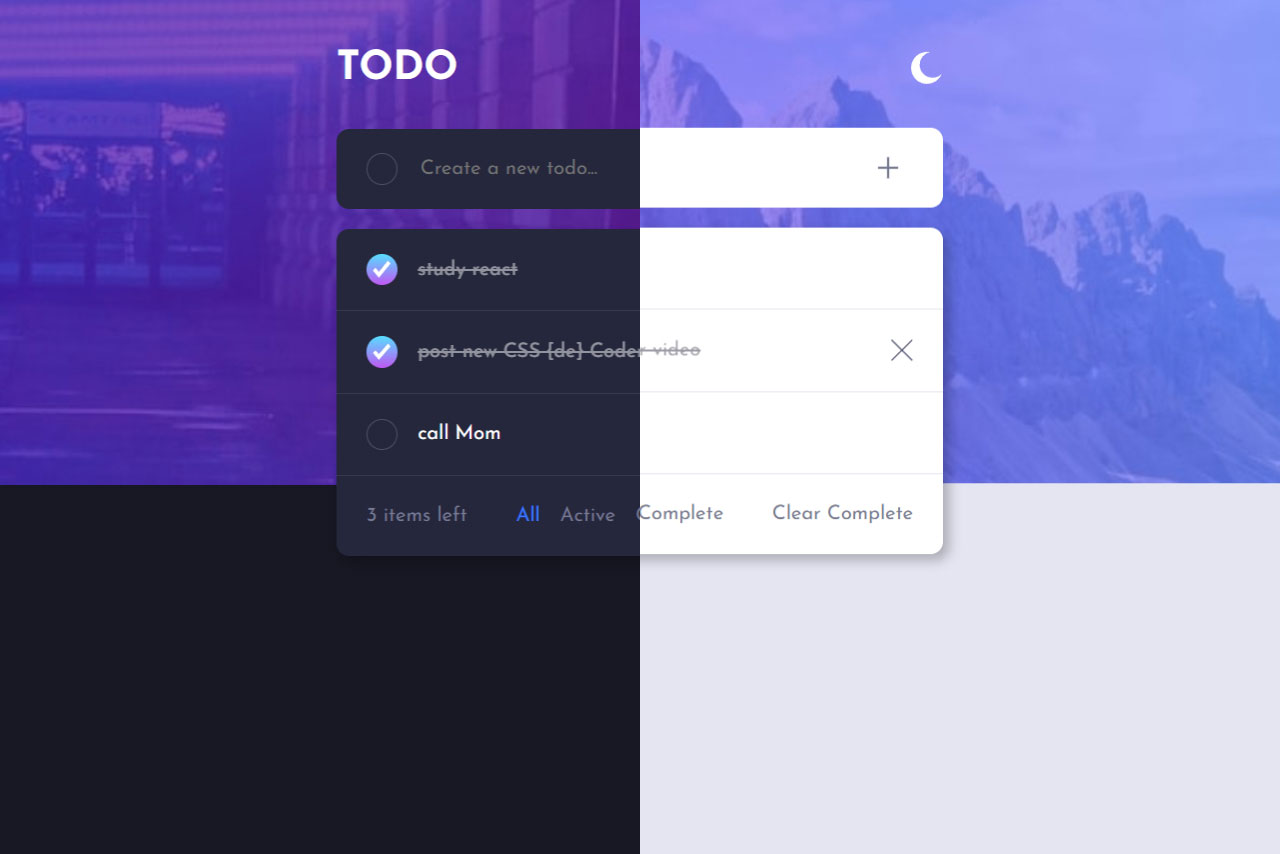 TODO
Create a new todo...
study react
post new CSS [de] Coder video
call Mom
3 items left All Active Complete Clear Complete